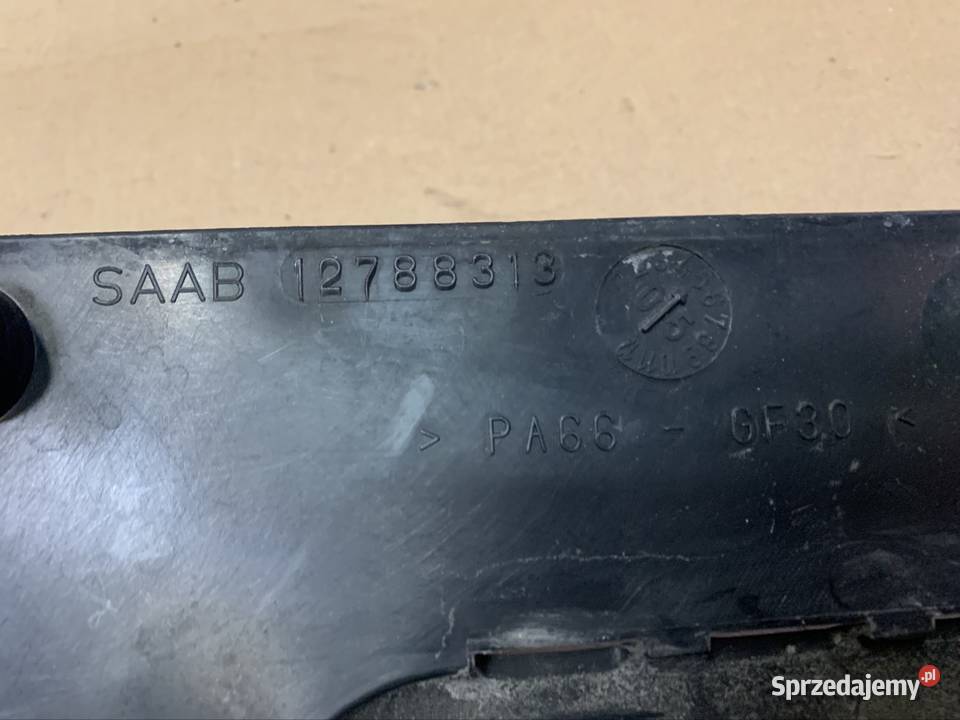 SAAB 12788313
> PA66 - GF30 <
Sprzedajemy.pl